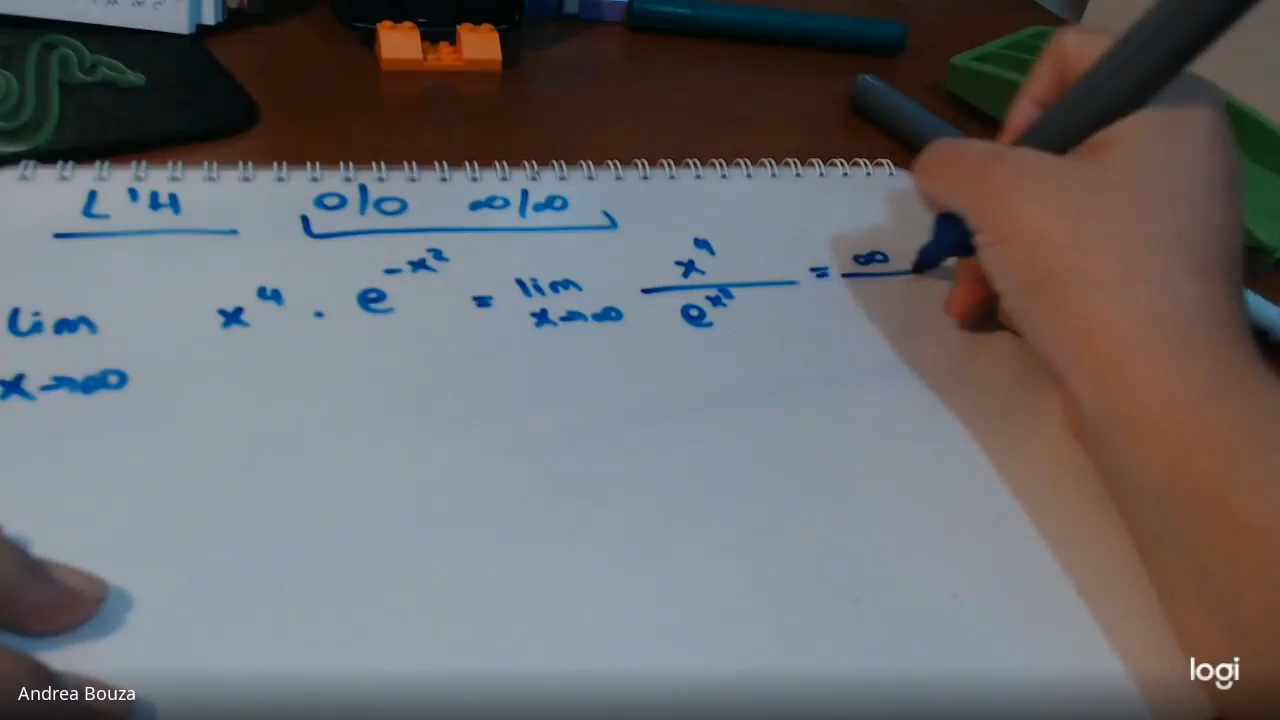 L'H 0/0 ∞/∞
lim x⁴ · e^{-x²} = lim x⁴ / e^{x²} = ∞
x→∞ x→∞
logi
Andrea Bouza